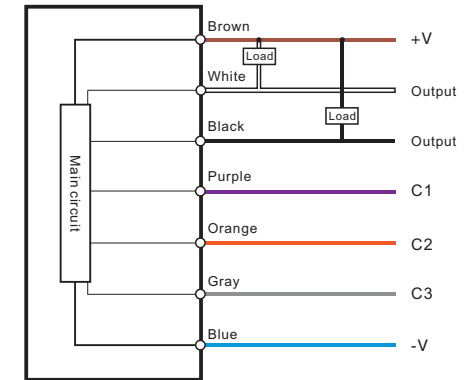 Brown
+V
Load
White
Output
Load
Black
Output
Main circuit
Purple
C1
Orange
C2
Gray
C3
Blue
-V